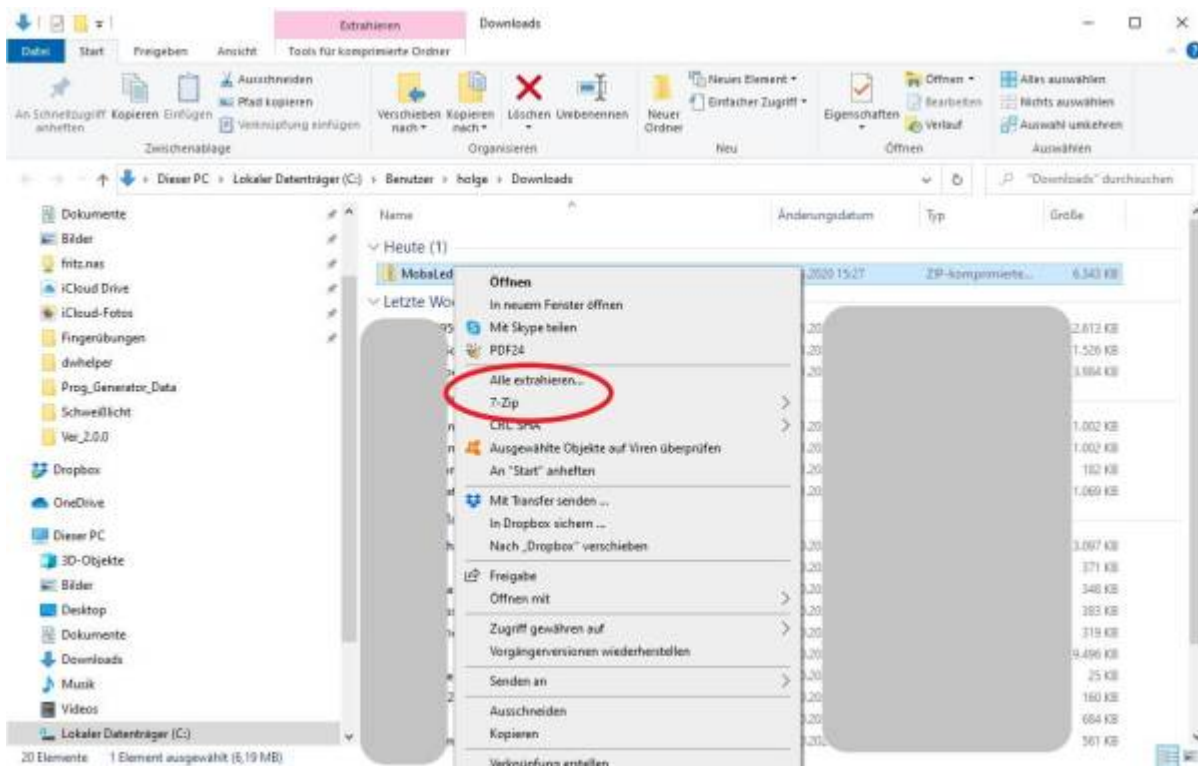 Extrahieren
Downloads
Datei
Start
Freigeben
Ansicht
Tools für komprimierte Ordner
An Schnellzugriff anheften
Kopieren
Einfügen
Ausschneiden
Pfad kopieren
Verknüpfung einfügen
Zwischenablage
Verschieben nach
Kopieren nach
Löschen
Umbenennen
Organisieren
Neuer Ordner
Neues Element
Einfacher Zugriff
Neu
Eigenschaften
Öffnen
Bearbeiten
Verlauf
Öffnen
Alles auswählen
Nichts auswählen
Auswahl umkehren
Auswählen
Dieser PC › Lokaler Datenträger (C:) › Benutzer › holge › Downloads
"Downloads" durchsuchen
Dokumente
Bilder
fritz.nas
iCloud Drive
iCloud-Fotos
Fingerübungen
dwhelper
Prog_Generator_Data
Schweißlicht
Ver_2.0.0
Dropbox
OneDrive
Dieser PC
3D-Objekte
Bilder
Desktop
Dokumente
Downloads
Musik
Videos
Lokaler Datenträger (C:)
Name
Änderungsdatum
Typ
Größe
Heute (1)
MobaLed
.2020 15:27
ZIP-komprimierte...
6.343 KB
Letzte Wo
Öffnen
In neuem Fenster öffnen
Mit Skype teilen
PDF24
Alle extrahieren...
7-Zip
CRC SHA
Ausgewählte Objekte auf Viren überprüfen
An "Start" anheften
Mit Transfer senden ...
In Dropbox sichern ...
Nach „Dropbox" verschieben
Freigabe
Öffnen mit
Zugriff gewähren auf
Vorgängerversionen wiederherstellen
Senden an
Ausschneiden
Kopieren
Verknüpfung erstellen
2.612 KB
1.526 KB
3.984 KB
1.002 KB
1.002 KB
182 KB
1.069 KB
3.097 KB
371 KB
348 KB
383 KB
319 KB
9.496 KB
25 KB
160 KB
684 KB
561 KB
20 Elemente
1 Element ausgewählt (6,19 MB)